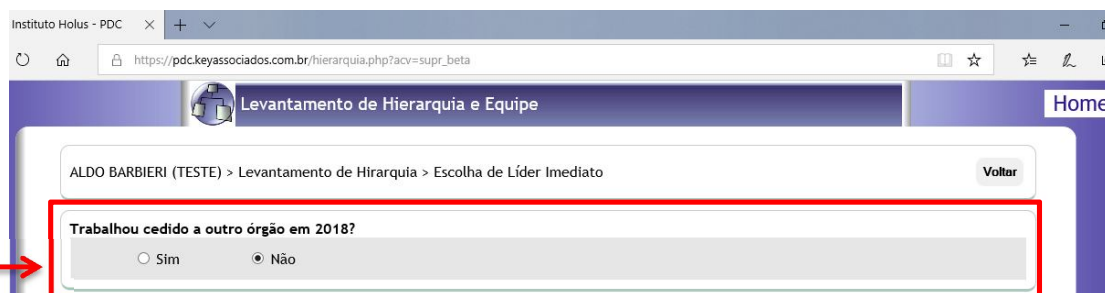 Instituto Holus - PDC
https://pdc.keyassociados.com.br/hierarquia.php?acv=supr_beta
Levantamento de Hierarquia e Equipe
Home
ALDO BARBIERI (TESTE) > Levantamento de Hirarquia > Escolha de Líder Imediato
Voltar
Trabalhou cedido a outro órgão em 2018?
Sim Não